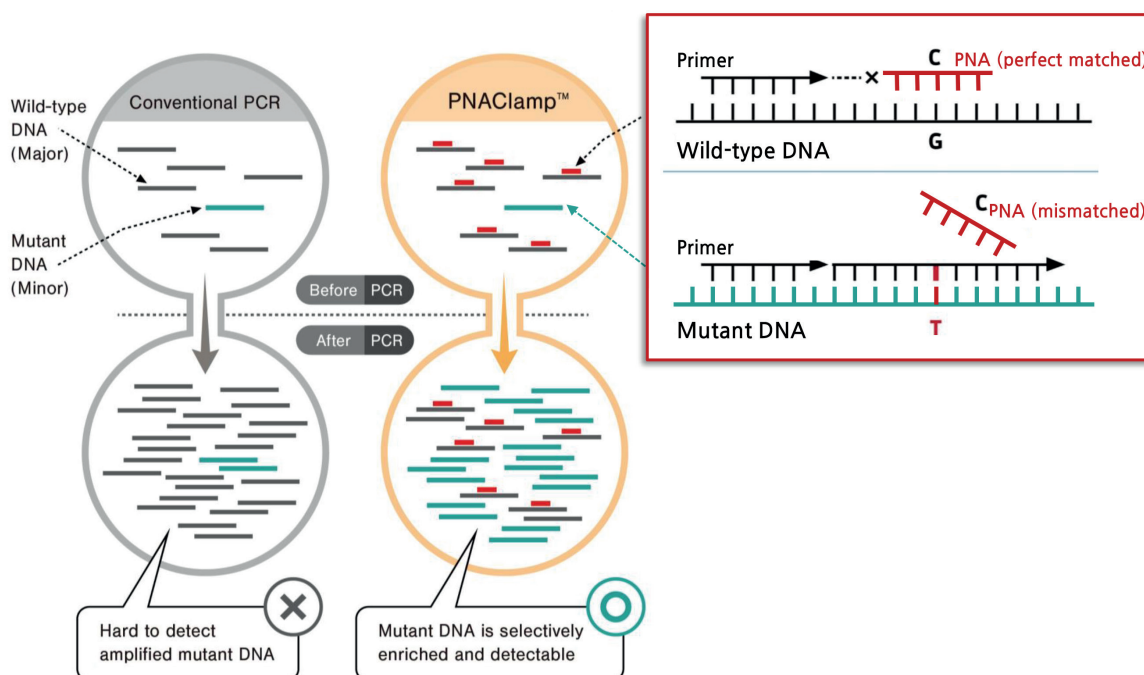 Conventional PCR
Wild-type
DNA
(Major)
Mutant
DNA
(Minor)
PNAClamp™
Before PCR
After PCR
Hard to detect
amplified mutant DNA
Mutant DNA is selectively
enriched and detectable
Primer
C
PNA (perfect matched)
×
G
Wild-type DNA
C
PNA (mismatched)
Primer
T
Mutant DNA